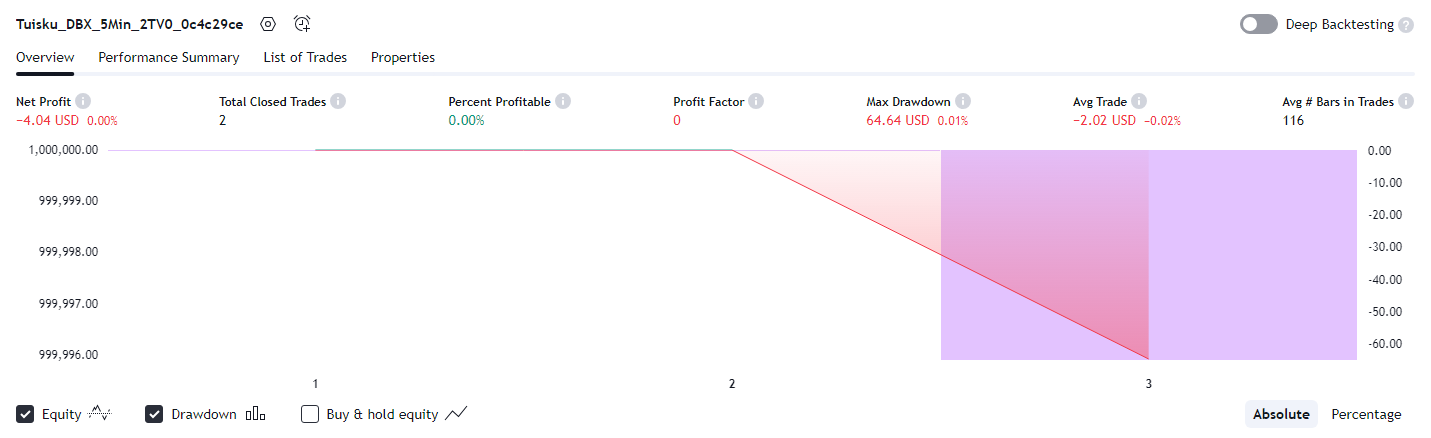 Tuisku_DBX_5Min_2TV0_0c4c29ce Deep Backtesting ?
Overview Performance Summary List of Trades Properties
Net Profit Total Closed Trades Percent Profitable Profit Factor Max Drawdown Avg Trade Avg # Bars in Trades
−4.04 USD 0.00% 2 0.00% 0 64.64 USD 0.01% −2.02 USD −0.02% 116
1,000,000.00 0.00
-10.00
999,999.00 -20.00
999,998.00 -30.00
-40.00
999,997.00 -50.00
999,996.00 -60.00
1 2 3
Equity Drawdown Buy & hold equity Absolute Percentage